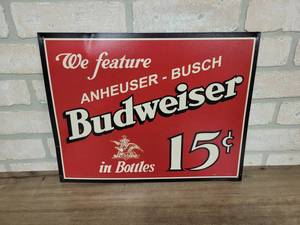 We feature
ANHEUSER - BUSCH
Budweiser
in Bottles 15¢